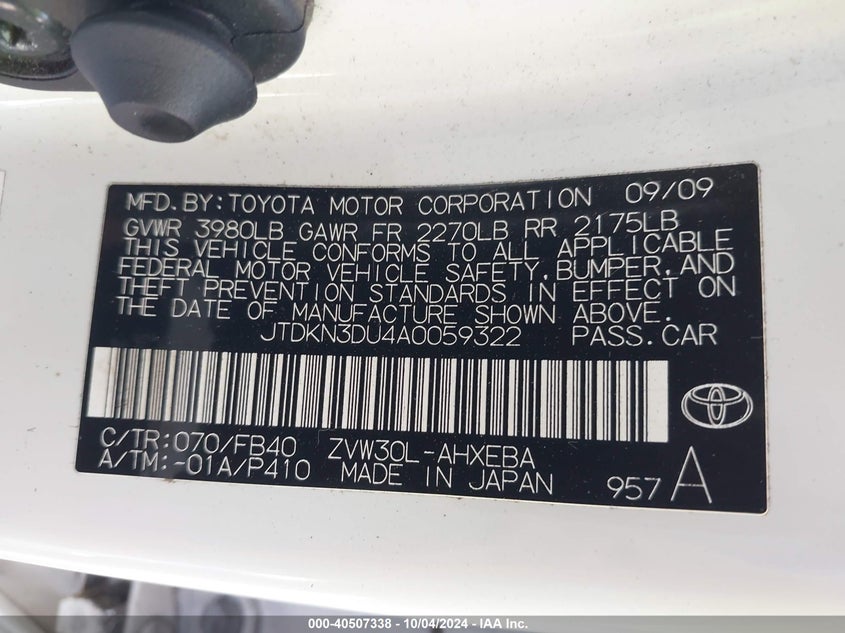 MFD. BY: TOYOTA MOTOR CORPORATION 09/09
GVWR 3980LB GAWR FR 2270LB RR 2175LB
THIS VEHICLE CONFORMS TO ALL APPLICABLE
FEDERAL MOTOR VEHICLE SAFETY, BUMPER, AND
THEFT PREVENTION STANDARDS IN EFFECT ON
THE DATE OF MANUFACTURE SHOWN ABOVE.
JTDKN3DU4A0059322 PASS. CAR
C/TR: 070/FB40 ZVW30L-AHXEBA
A/TM: -01A/P410 MADE IN JAPAN 957 A
000-40507338 - 10/04/2024 - IAA Inc.